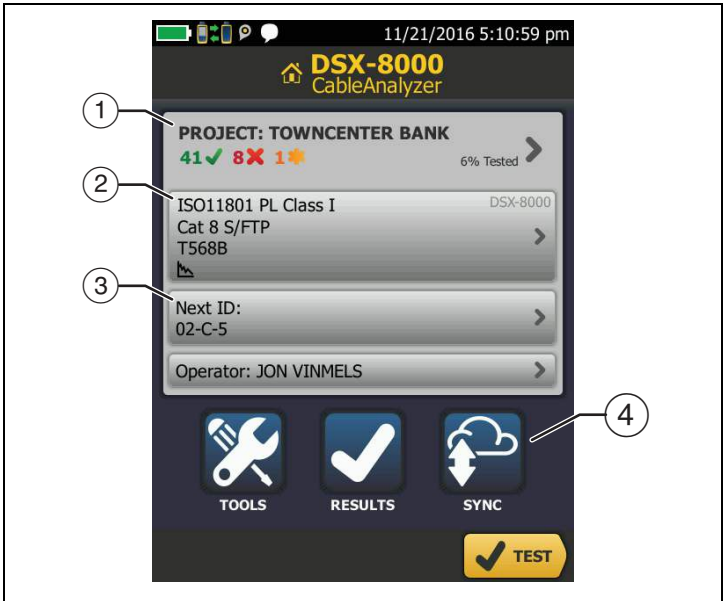 11/21/2016 5:10:59 pm
DSX-8000
CableAnalyzer
1
PROJECT: TOWNCENTER BANK
41 8 1
6% Tested
2
ISO11801 PL Class I
DSX-8000
Cat 8 S/FTP
T568B
3
Next ID:
02-C-5
Operator: JON VINMELS
4
TOOLS RESULTS SYNC
TEST